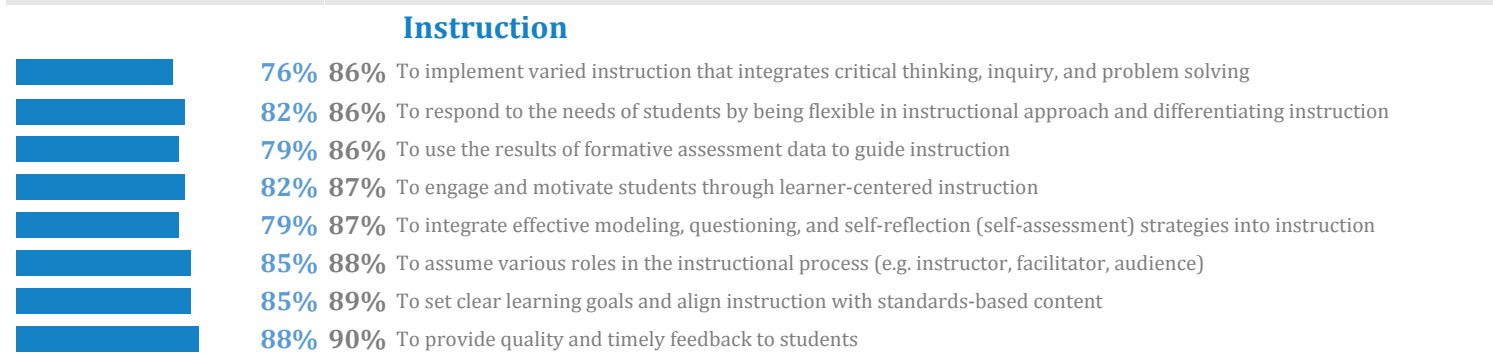 Instruction
76% 86% To implement varied instruction that integrates critical thinking, inquiry, and problem solving
82% 86% To respond to the needs of students by being flexible in instructional approach and differentiating instruction
79% 86% To use the results of formative assessment data to guide instruction
82% 87% To engage and motivate students through learner-centered instruction
79% 87% To integrate effective modeling, questioning, and self-reflection (self-assessment) strategies into instruction
85% 88% To assume various roles in the instructional process (e.g. instructor, facilitator, audience)
85% 89% To set clear learning goals and align instruction with standards-based content
88% 90% To provide quality and timely feedback to students